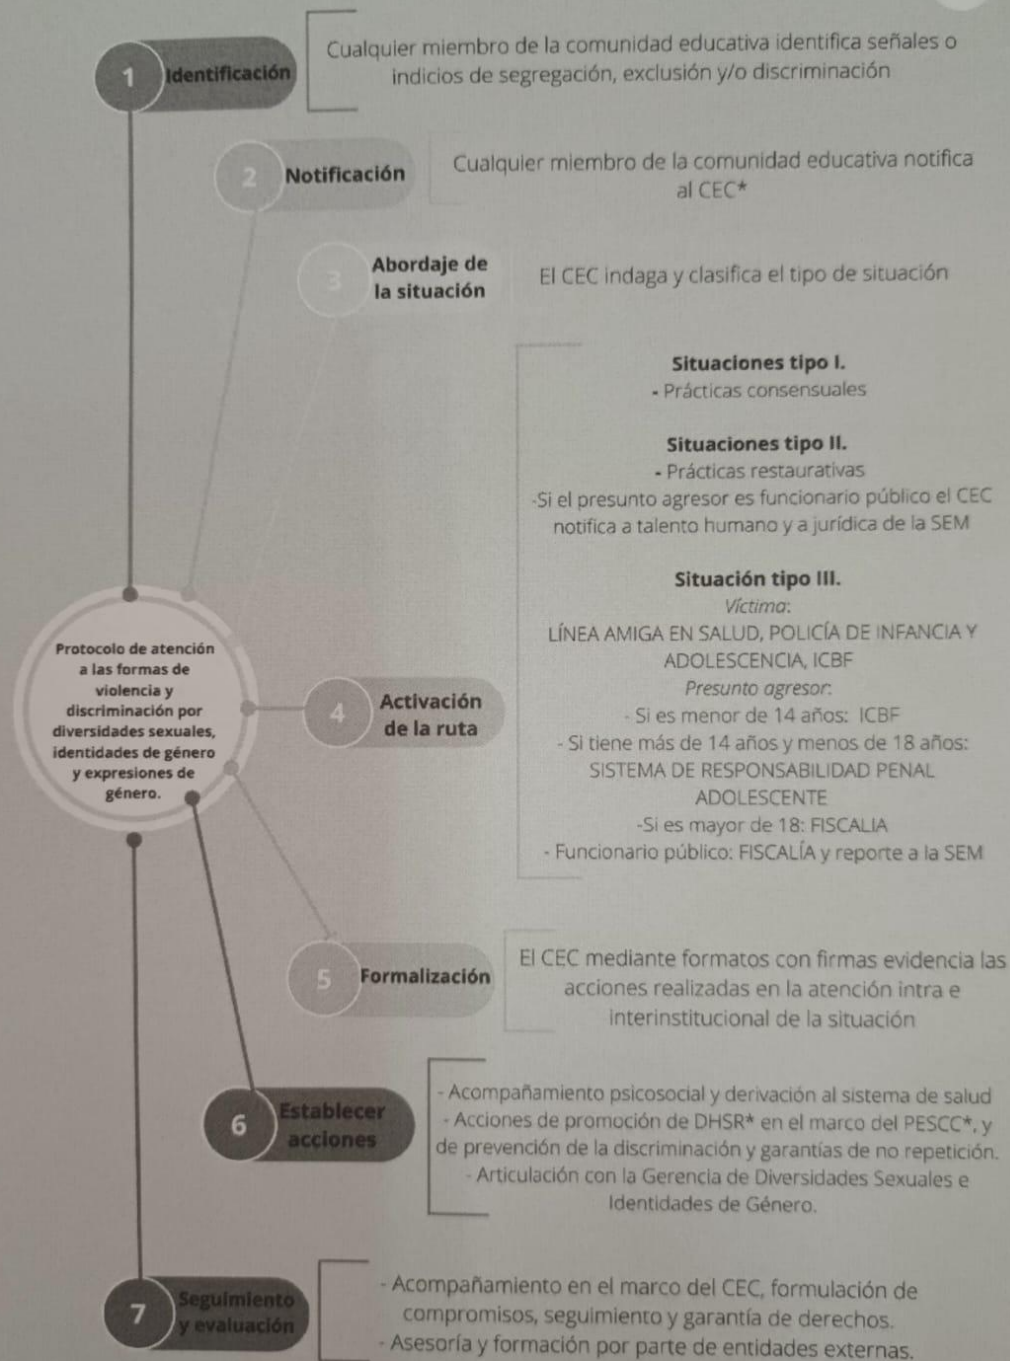 1
Identificación
Cualquier miembro de la comunidad educativa identifica señales o
indicios de segregación, exclusión y/o discriminación
2
Notificación
Cualquier miembro de la comunidad educativa notifica
al CEC*
3
Abordaje de
la situación
El CEC indaga y clasifica el tipo de situación
Protocolo de atención
a las formas de
violencia y
discriminación por
diversidades sexuales,
identidades de género
y expresiones de
género.
4
Activación
de la ruta
Situaciones tipo I.
- Prácticas consensuales
Situaciones tipo II.
- Prácticas restaurativas
-Si el presunto agresor es funcionario público el CEC
notifica a talento humano y a jurídica de la SEM
Situación tipo III.
Víctima:
LÍNEA AMIGA EN SALUD, POLICÍA DE INFANCIA Y
ADOLESCENCIA, ICBF
Presunto agresor:
- Si es menor de 14 años: ICBF
- Si tiene más de 14 años y menos de 18 años:
SISTEMA DE RESPONSABILIDAD PENAL
ADOLESCENTE
-Si es mayor de 18: FISCALIA
- Funcionario público: FISCALÍA y reporte a la SEM
5
Formalización
El CEC mediante formatos con firmas evidencia las
acciones realizadas en la atención intra e
interinstitucional de la situación
6
Establecer
acciones
- Acompañamiento psicosocial y derivación al sistema de salud
- Acciones de promoción de DHSR* en el marco del PESCC*, y
de prevención de la discriminación y garantías de no repetición.
- Articulación con la Gerencia de Diversidades Sexuales e
Identidades de Género.
7
Seguimiento
y evaluación
- Acompañamiento en el marco del CEC, formulación de
compromisos, seguimiento y garantía de derechos.
- Asesoría y formación por parte de entidades externas.